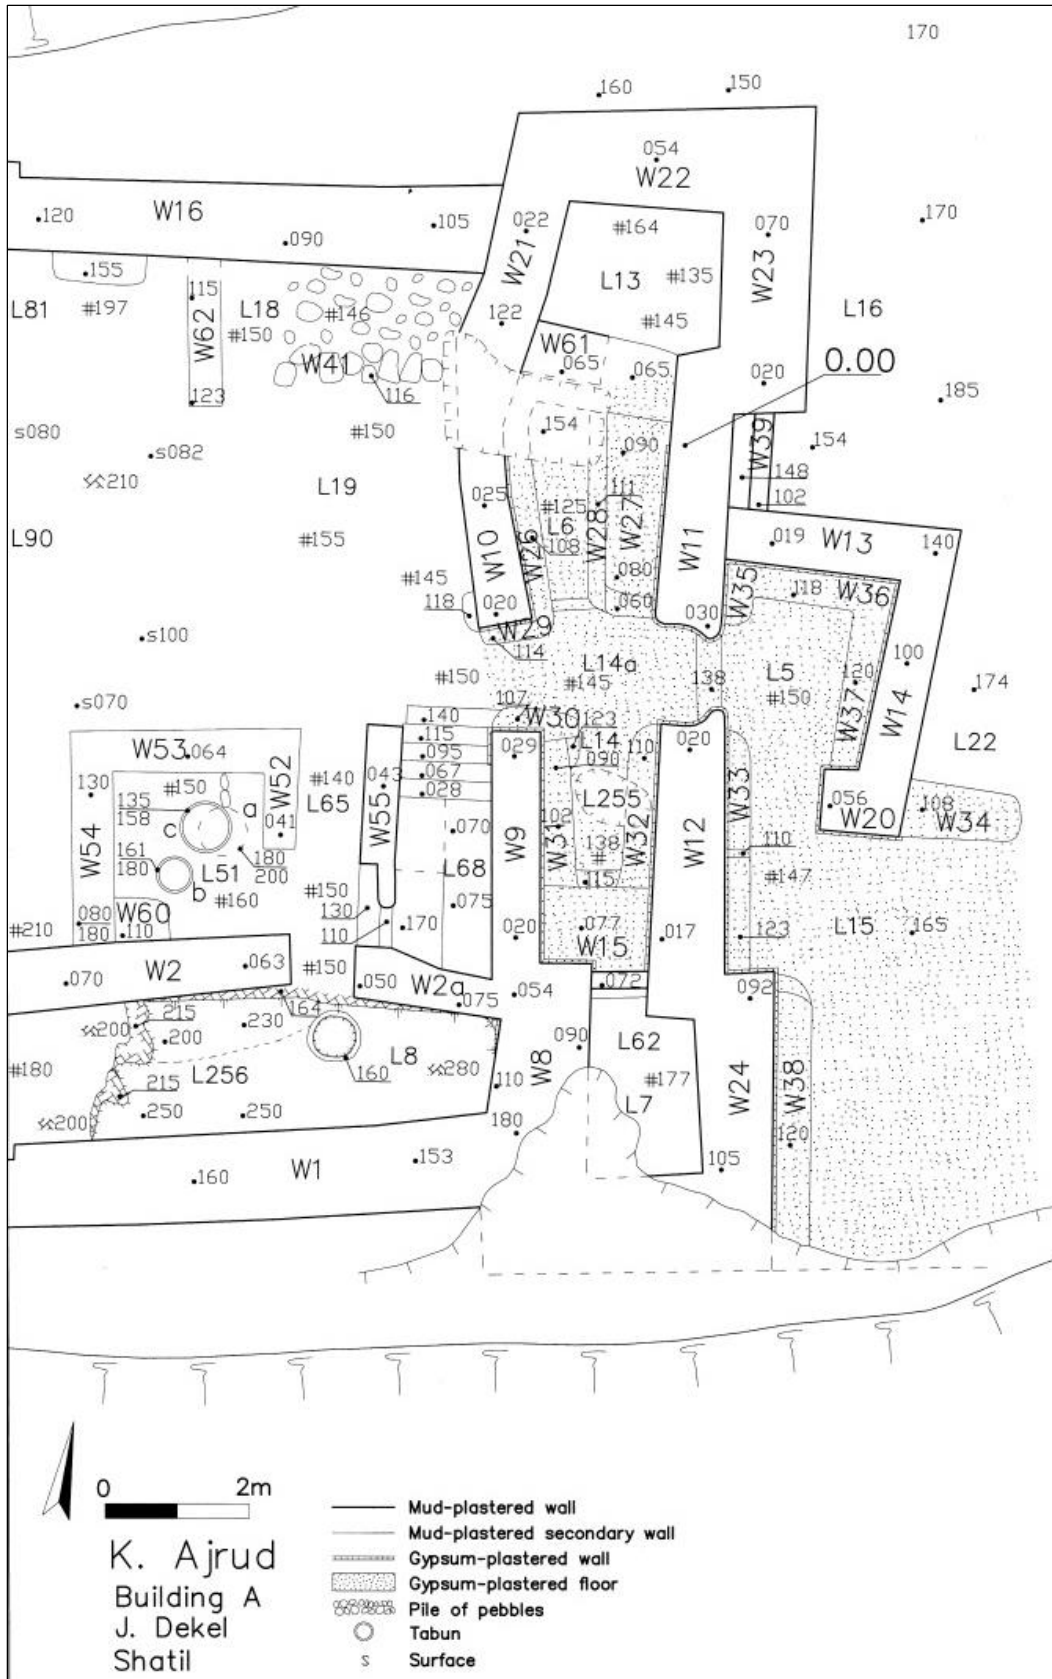 170
160
150
054
W22
120
W16
105
022
070
170
090
W21
#164
W23
155
115
L13
#135
L81
#197
L18
#146
122
#145
L16
W62
#150
W61
0.00
W41
065
065
020
123
116
185
s080
#150
154
W39
154
s082
090
148
⁒210
L19
025
111
102
#125
L90
L6
W28
W27
W11
019
W13
140
#155
W10
W26
108
#145
080
W35
118
W36
118
020
060
030
s100
W29
114
L14a
100
#150
#145
138
L5
120
174
s070
107
#150
W37
W14
140
W30
123
W53
064
115
L14
110
020
L22
095
029
090
130
#150
W52
#140
043
067
135
a
L65
028
L255
W33
056
108
158
W55
102
W20
W34
c
041
070
W9
W31
W32
W12
W54
161
180
138
110
180
L51
200
L68
#
#147
b
#160
#150
115
080
W60
130
075
077
L15
165
#210
180
110
110
170
020
017
123
W15
W2
063
#150
070
050
W2a
072
092
164
075
054
⁒200
215
230
090
L62
200
L8
W8
#180
L256
160
⁒280
#177
W24
W38
215
110
L7
⁒200
250
250
180
120
W1
153
105
160
0
2m
Mud-plastered wall
Mud-plastered secondary wall
K. Ajrud
Gypsum-plastered wall
Building A
Gypsum-plastered floor
J. Dekel
Pile of pebbles
Tabun
Shatil
s Surface